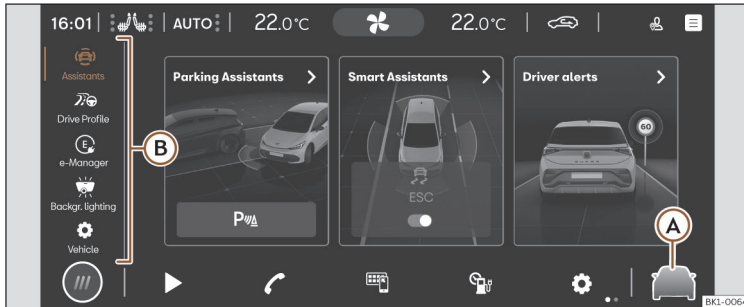 16:01 AUTO 22.0°C 22.0°C
Assistants
Drive Profile
E
e-Manager
Backgr. lighting
Vehicle
B
Parking Assistants
P
Smart Assistants
ESC
Driver alerts
60
A
BK1-0064